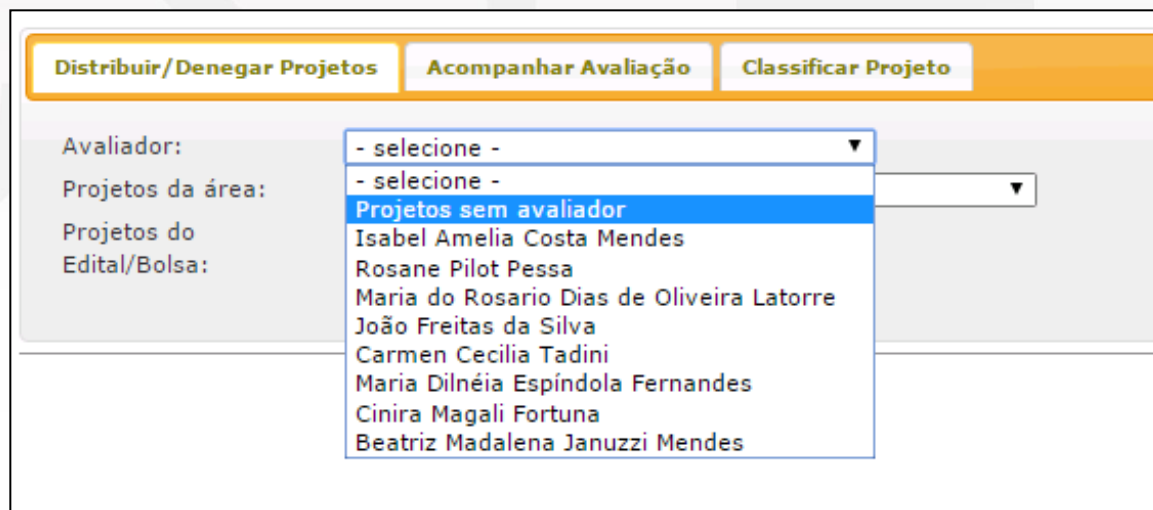 Distribuir/Denegar Projetos Acompanhar Avaliação Classificar Projeto
Avaliador: - selecione -
- selecione -
Projetos da área:
Projetos sem avaliador
Projetos do
Edital/Bolsa:
Isabel Amelia Costa Mendes
Rosane Pilot Pessa
Maria do Rosario Dias de Oliveira Latorre
João Freitas da Silva
Carmen Cecilia Tadini
Maria Dilnéia Espíndola Fernandes
Cinira Magali Fortuna
Beatriz Madalena Januzzi Mendes